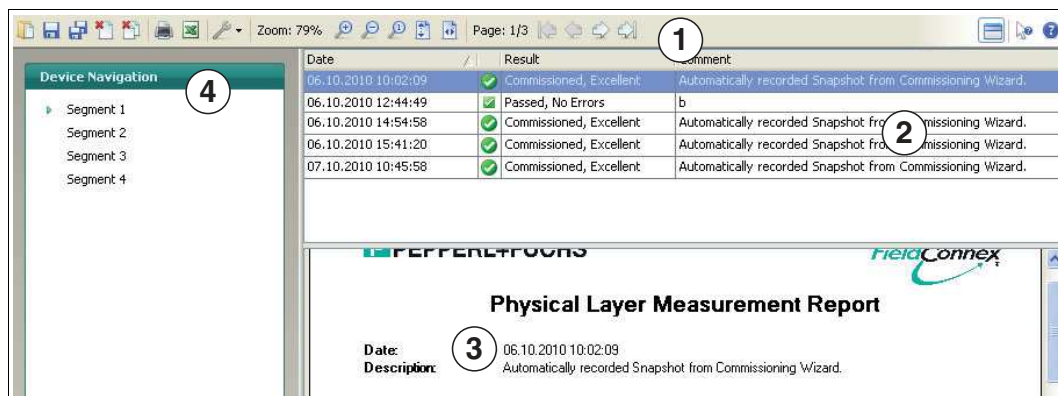 Zoom: 79% Page: 1/3
1
Date Result Comment
06.10.2010 10:02:09 Commissioned, Excellent Automatically recorded Snapshot from Commissioning Wizard.
06.10.2010 12:44:49 Passed, No Errors b
06.10.2010 14:54:58 Commissioned, Excellent Automatically recorded Snapshot from Commissioning Wizard.
06.10.2010 15:41:20 Commissioned, Excellent Automatically recorded Snapshot from Commissioning Wizard.
07.10.2010 10:45:58 Commissioned, Excellent Automatically recorded Snapshot from Commissioning Wizard.
2
Device Navigation
4
Segment 1
Segment 2
Segment 3
Segment 4
PEPPERL+FUCHS
FieldConnex
Physical Layer Measurement Report
Date: 06.10.2010 10:02:09
3
Description: Automatically recorded Snapshot from Commissioning Wizard.